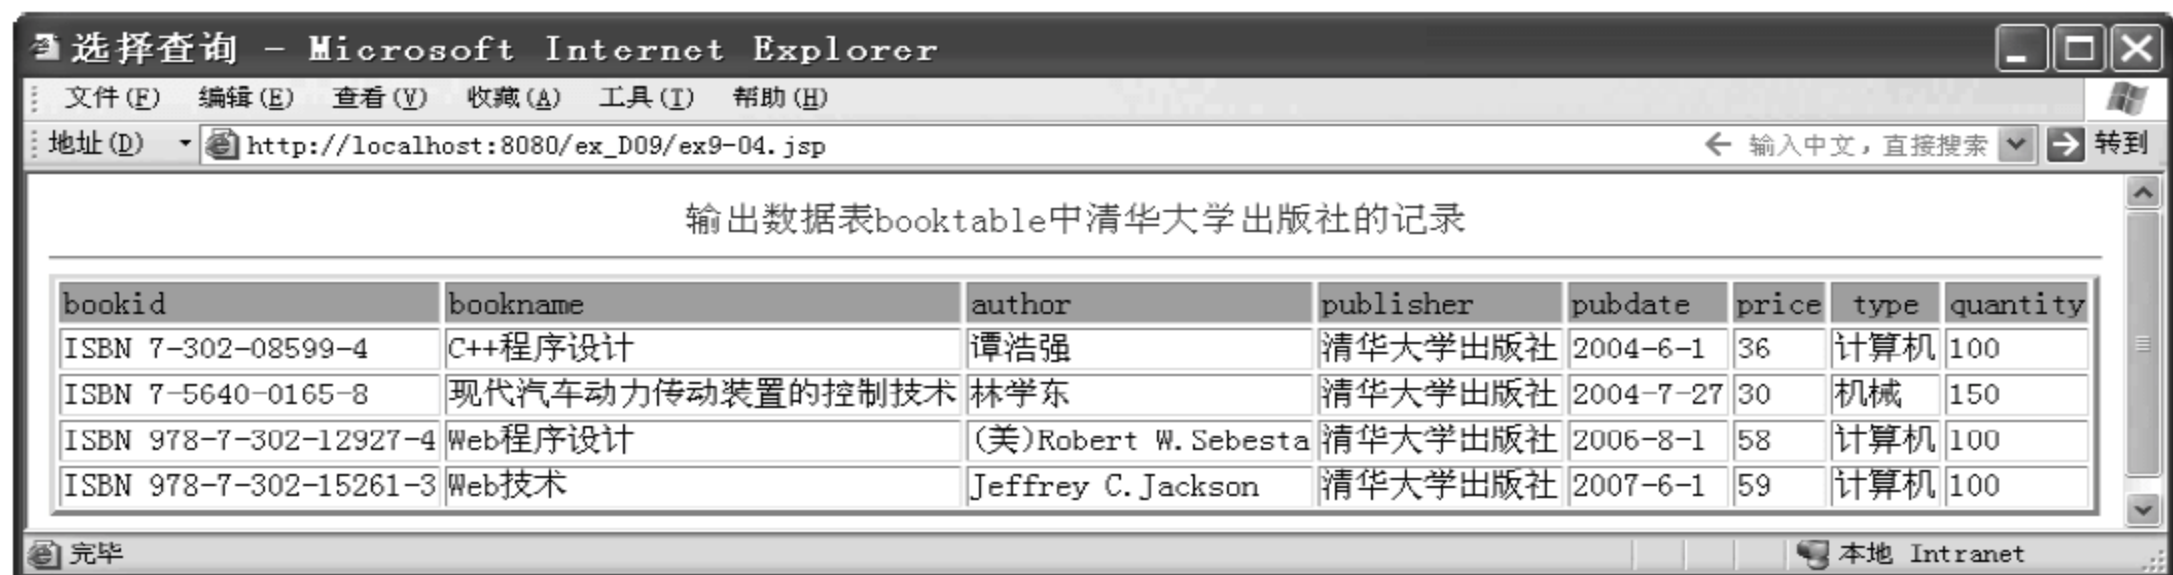 选择查询 - Microsoft Internet Explorer
文件(F) 编辑(E) 查看(V) 收藏(A) 工具(T) 帮助(H)
地址(D) http://localhost:8080/ex_D09/ex9-04.jsp 输入中文，直接搜索 转到
输出数据表booktable中清华大学出版社的记录
bookid bookname author publisher pubdate price type quantity
ISBN 7-302-08599-4 C++程序设计 谭浩强 清华大学出版社 2004-6-1 36 计算机 100
ISBN 7-5640-0165-8 现代汽车动力传动装置的控制技术 林学东 清华大学出版社 2004-7-27 30 机械 150
ISBN 978-7-302-12927-4 Web程序设计 (美)Robert W.Sebesta 清华大学出版社 2006-8-1 58 计算机 100
ISBN 978-7-302-15261-3 Web技术 Jeffrey C.Jackson 清华大学出版社 2007-6-1 59 计算机 100
完毕 本地 Intranet